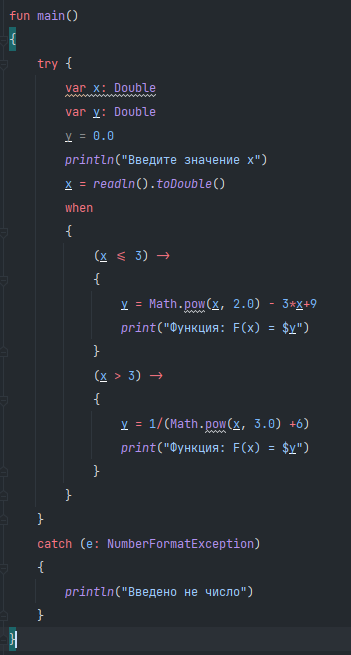 fun main()
{
try {
var x: Double
var y: Double
y = 0.0
println("Введите значение x")
x = readln().toDouble()
when
{
(x <= 3) ->
{
y = Math.pow(x, 2.0) - 3*x+9
print("Функция: F(x) = $y")
}
(x > 3) ->
{
y = 1/(Math.pow(x, 3.0) +6)
print("Функция: F(x) = $y")
}
}
}
catch (e: NumberFormatException)
{
println("Введено не число")
}
}